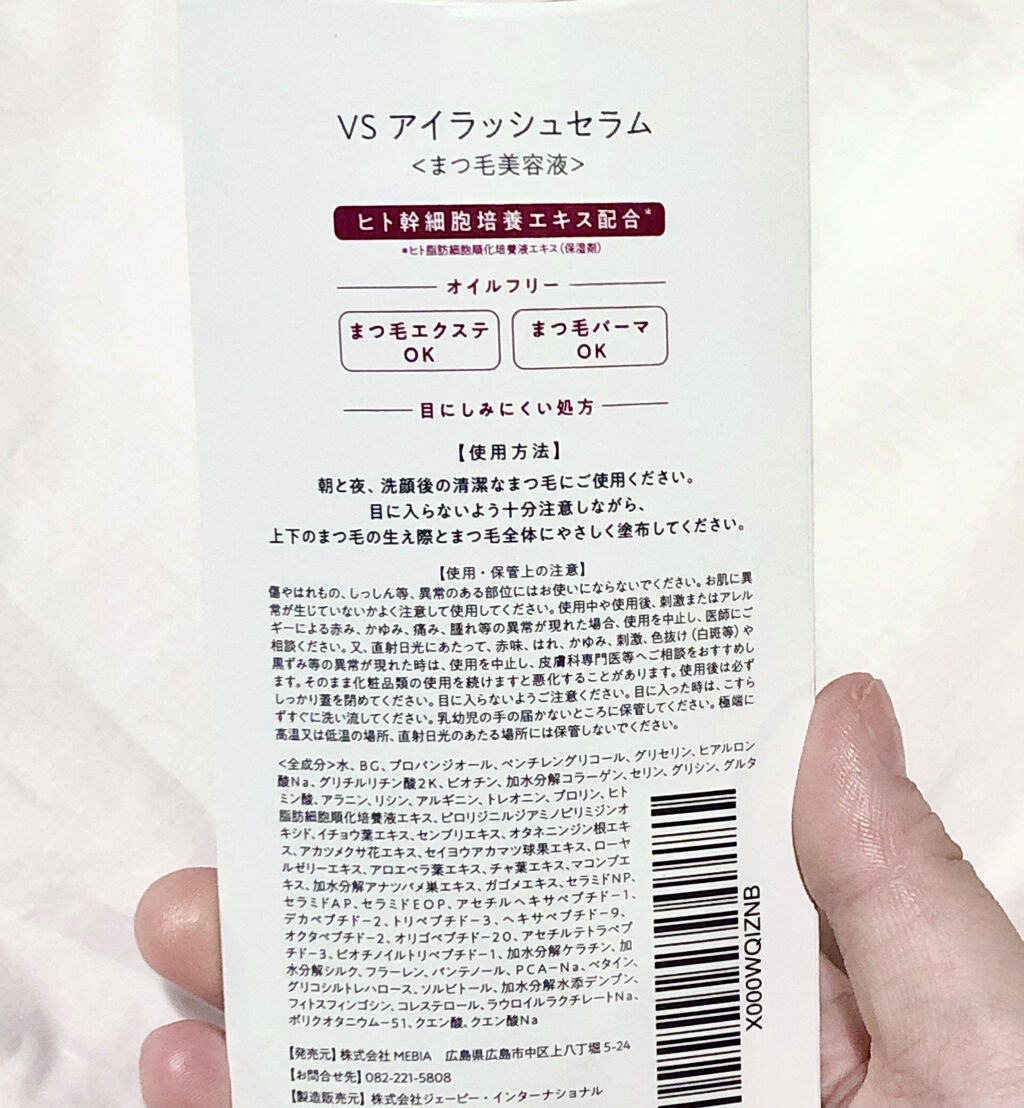 VS アイラッシュセラム
<まつ毛美容液>
ヒト幹細胞培養エキス配合*
*ヒト脂肪細胞順化培養液エキス(保湿剤)
オイルフリー
まつ毛エクステ
OK
まつ毛パーマ
OK
目にしみにくい処方
【使用方法】
朝と夜、洗顔後の清潔なまつ毛にご使用ください。
目に入らないよう十分注意しながら、
上下のまつ毛の生え際とまつ毛全体にやさしく塗布してください。
【使用・保管上の注意】
傷やはれもの、しっしん等、異常のある部位にはお使いにならないでください。お肌に異
常が生じていないかよく注意して使用してください。使用中や使用後、刺激またはアレル
ギーによる赤み、かゆみ、痛み、腫れ等の異常が現れた場合、使用を中止し、医師にご
相談ください。又、直射日光にあたって、赤味、はれ、かゆみ、刺激、色抜け(白斑等)や
黒ずみ等の異常が現れた時は、使用を中止し、皮膚科専門医等へご相談をおすすめし
ます。そのまま化粧品類の使用を続けますと悪化することがあります。使用後は必ず
しっかり蓋を閉めてください。目に入らないようご注意ください。目に入った時は、こすら
ずすぐに洗い流してください。乳幼児の手の届かないところに保管してください。極端に
高温又は低温の場所、直射日光のあたる場所には保管しないでください。
<全成分>水、BG、プロパンジオール、ペンチレングリコール、グリセリン、ヒアルロン
酸Na、グリチルリチン酸2K、ビオチン、加水分解コラーゲン、セリン、グリシン、グルタ
ミン酸、アラニン、リシン、アルギニン、トレオニン、プロリン、ヒト
脂肪細胞順化培養液エキス、ピロリジニルジアミノピリミジンオ
キシド、イチョウ葉エキス、センブリエキス、オタネニンジン根エキ
ス、アカツメクサ花エキス、セイヨウアカマツ球果エキス、ローヤ
ルゼリーエキス、アロエベラ葉エキス、チャ葉エキス、マコンブエ
キス、加水分解アナツバメ巣エキス、ガゴメエキス、セラミドNP、
セラミドAP、セラミドEOP、アセチルヘキサペプチド-1、
デカペプチド-2、トリペプチド-3、ヘキサペプチド-9、
オクタペプチド-2、オリゴペプチド-20、アセチルテトラペプ
チド-3、ビオチノイルトリペプチド-1、加水分解ケラチン、加
水分解シルク、フラーレン、パンテノール、PCA-Na、ベタイン、
グリコシルトレハロース、ソルビトール、加水分解水添デンプン、
フィトスフィンゴシン、コレステロール、ラウロイルラクチレートNa、
ポリクオタニウム-51、クエン酸、クエン酸Na
【発売元】株式会社MEBIA 広島県広島市中区上八丁堀5-24
【お問合せ先】082-221-5808
【製造販売元】株式会社ジェーピー・インターナショナル
X000WQIZNB